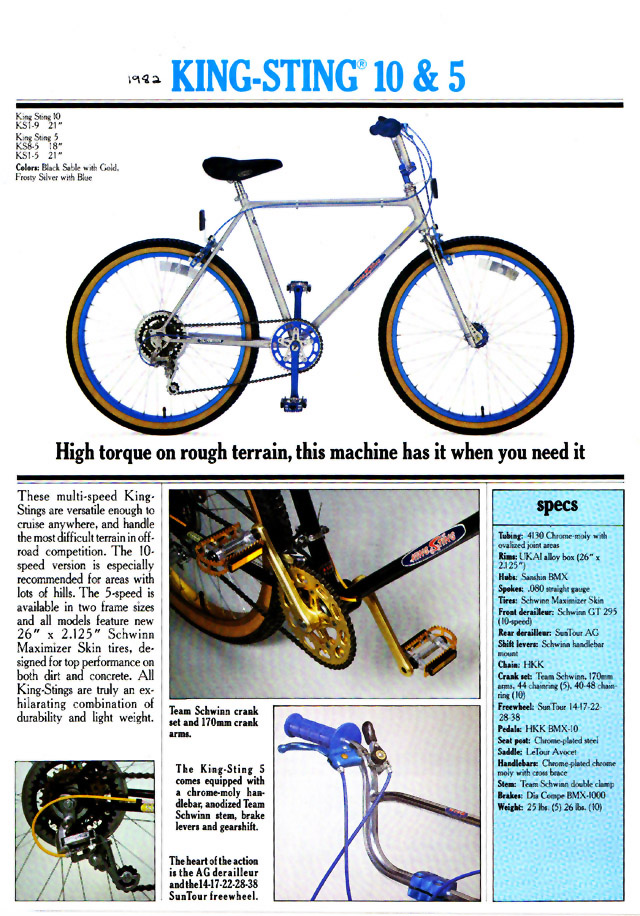 1982 KING-STING® 10 & 5
King Sting 10
KS1-9 21"
King Sting 5
KS8-5 18"
KS1-5 21"
Colors: Black Sable with Gold,
Frosty Silver with Blue
High torque on rough terrain, this machine has it when you need it
These multi-speed King-
Stings are versatile enough to
cruise anywhere, and handle
the most difficult terrain in off-
road competition. The 10-
speed version is especially
recommended for areas with
lots of hills. The 5-speed is
available in two frame sizes
and all models feature new
26" x 2.125" Schwinn
Maximizer Skin tires, de-
signed for top performance on
both dirt and concrete. All
King-Stings are truly an ex-
hilarating combination of
durability and light weight.
Team Schwinn crank
set and 170mm crank
arms.
The King-Sting 5
comes equipped with
a chrome-moly han-
dlebar, anodized Team
Schwinn stem, brake
levers and gearshift.
The heart of the action
is the AG derailleur
and the 14-17-22-28-38
SunTour freewheel.
specs
Tubing: 4130 Chrome-moly with
ovalized joint areas
Rims: UKAI alloy box (26" x
2.125")
Hubs: Sanshin BMX
Spokes: .080 straight gauge
Tires: Schwinn Maximizer Skin
Front derailleur: Schwinn GT 295
(10-speed)
Rear derailleur: SunTour AG
Shift levers: Schwinn handlebar
mount
Chain: HKK
Crank set: Team Schwinn, 170mm
arms, 44 chainring (5), 40-48 chain-
ring (10)
Freewheel: SunTour 14-17-22-
28-38
Pedals: HKK BMX-10
Seat post: Chrome-plated steel
Saddle: LeTour Avocet
Handlebars: Chrome-plated chrome
moly with cross brace
Stem: Team Schwinn double clamp
Brakes: Dia Compe BMX-1000
Weight: 25 lbs. (5) 26 lbs. (10)